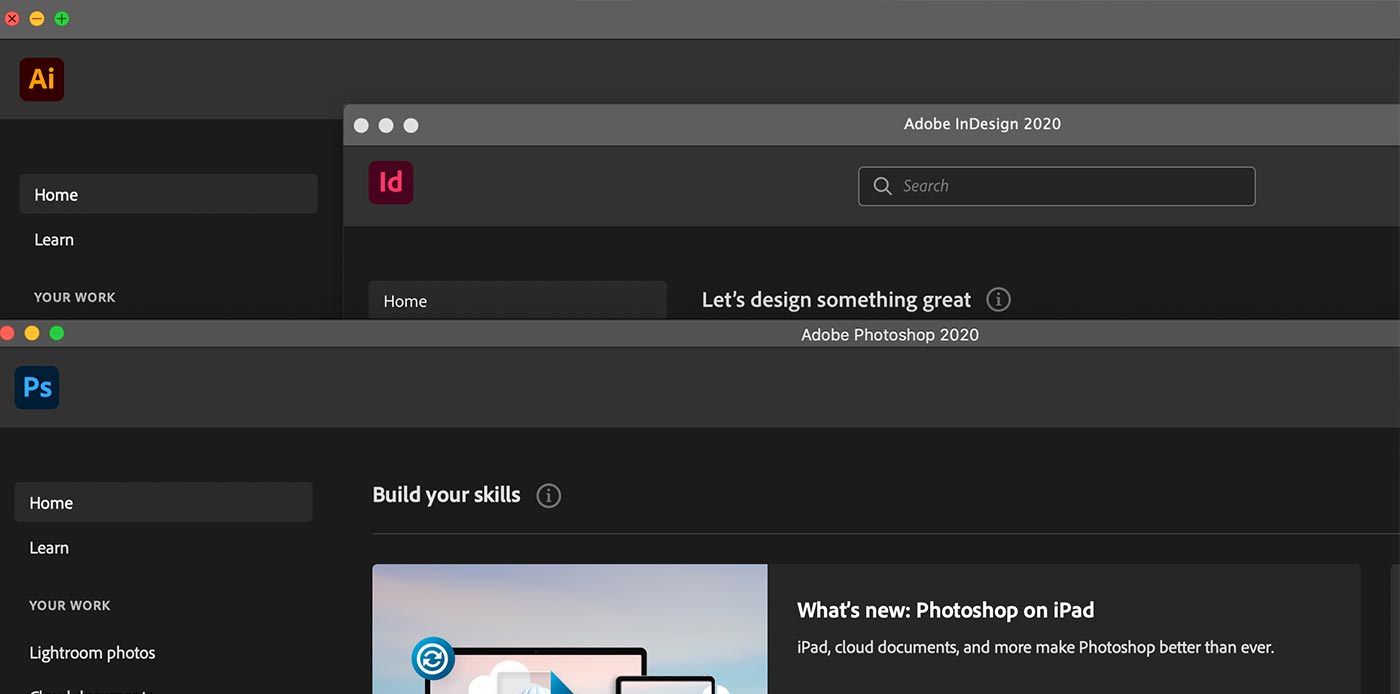 Ai
Adobe InDesign 2020
Id
Search
Home
Learn
YOUR WORK
Home
Let's design something great
Adobe Photoshop 2020
Ps
Home
Build your skills
Learn
YOUR WORK
What's new: Photoshop on iPad
Lightroom photos
iPad, cloud documents, and more make Photoshop better than ever.